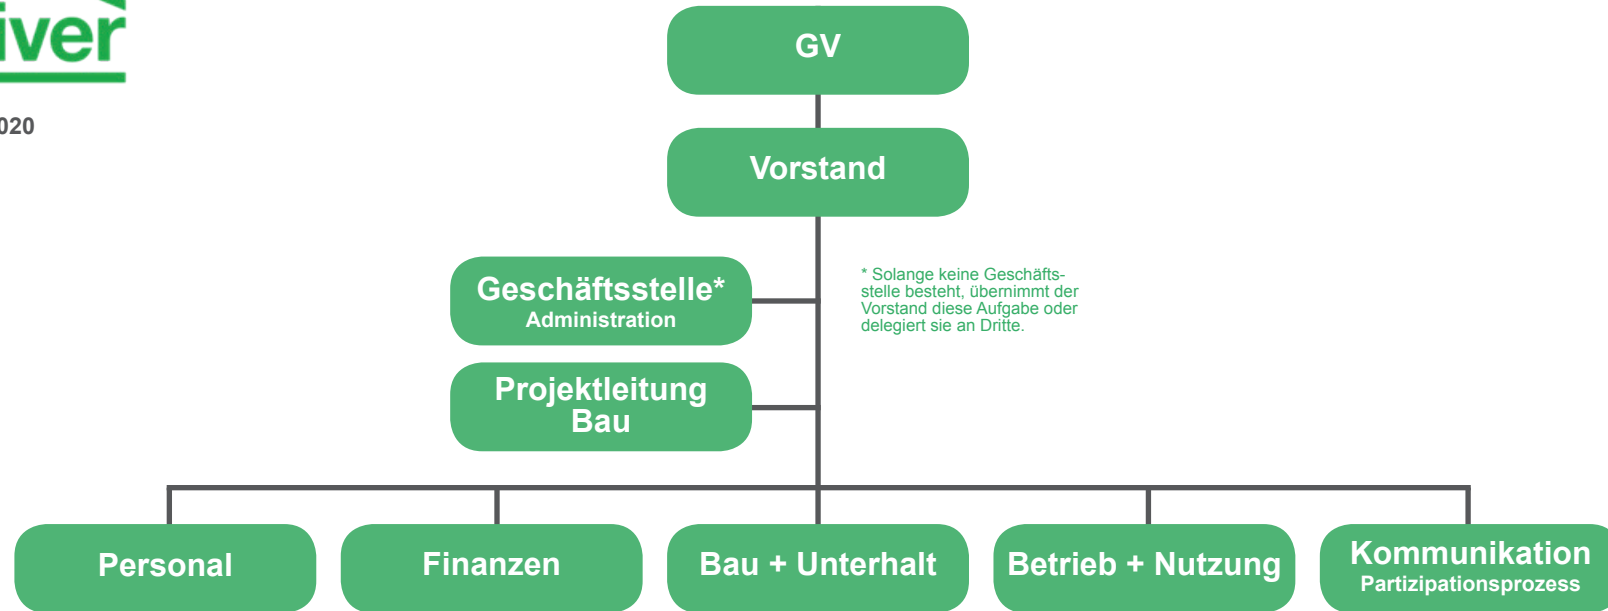 iver
020
GV
Vorstand
Geschäftsstelle*
Administration
* Solange keine Geschäfts-
stelle besteht, übernimmt der
Vorstand diese Aufgabe oder
delegiert sie an Dritte.
Projektleitung
Bau
Personal
Finanzen
Bau + Unterhalt
Betrieb + Nutzung
Kommunikation
Partizipationsprozess